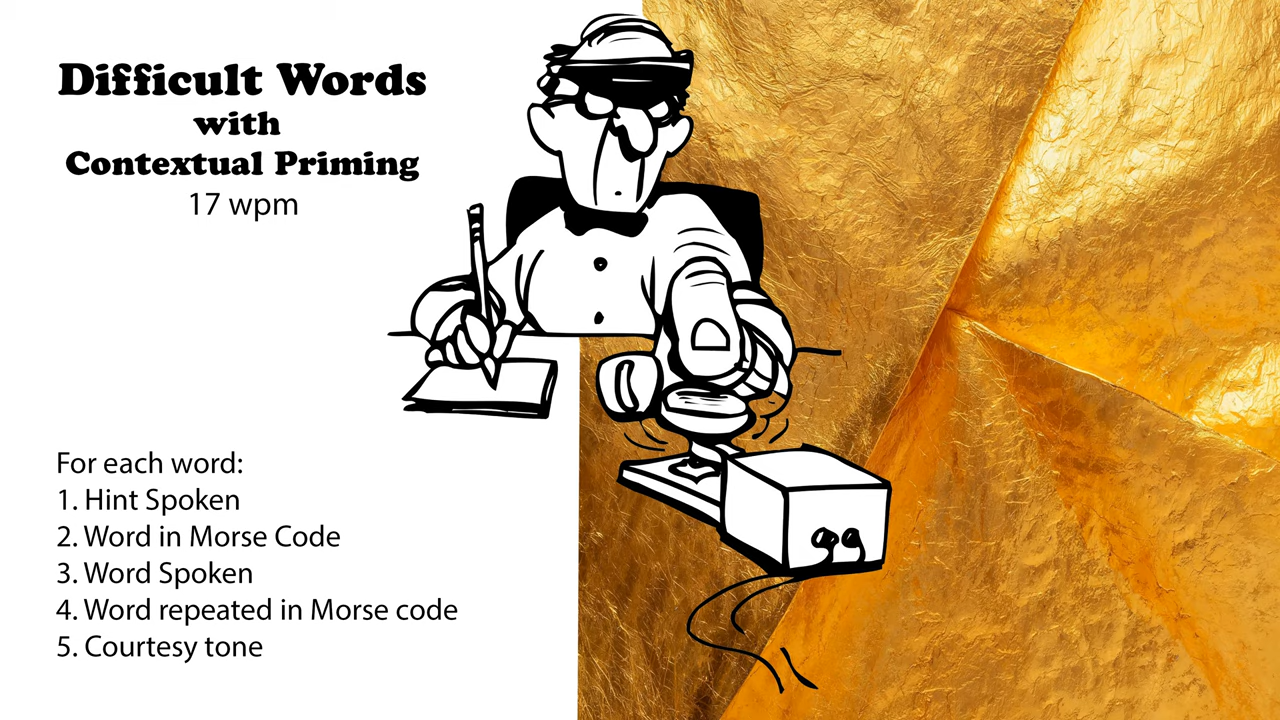 Difficult Words
with
Contextual Priming
17 wpm
For each word:
1. Hint Spoken
2. Word in Morse Code
3. Word Spoken
4. Word repeated in Morse code
5. Courtesy tone